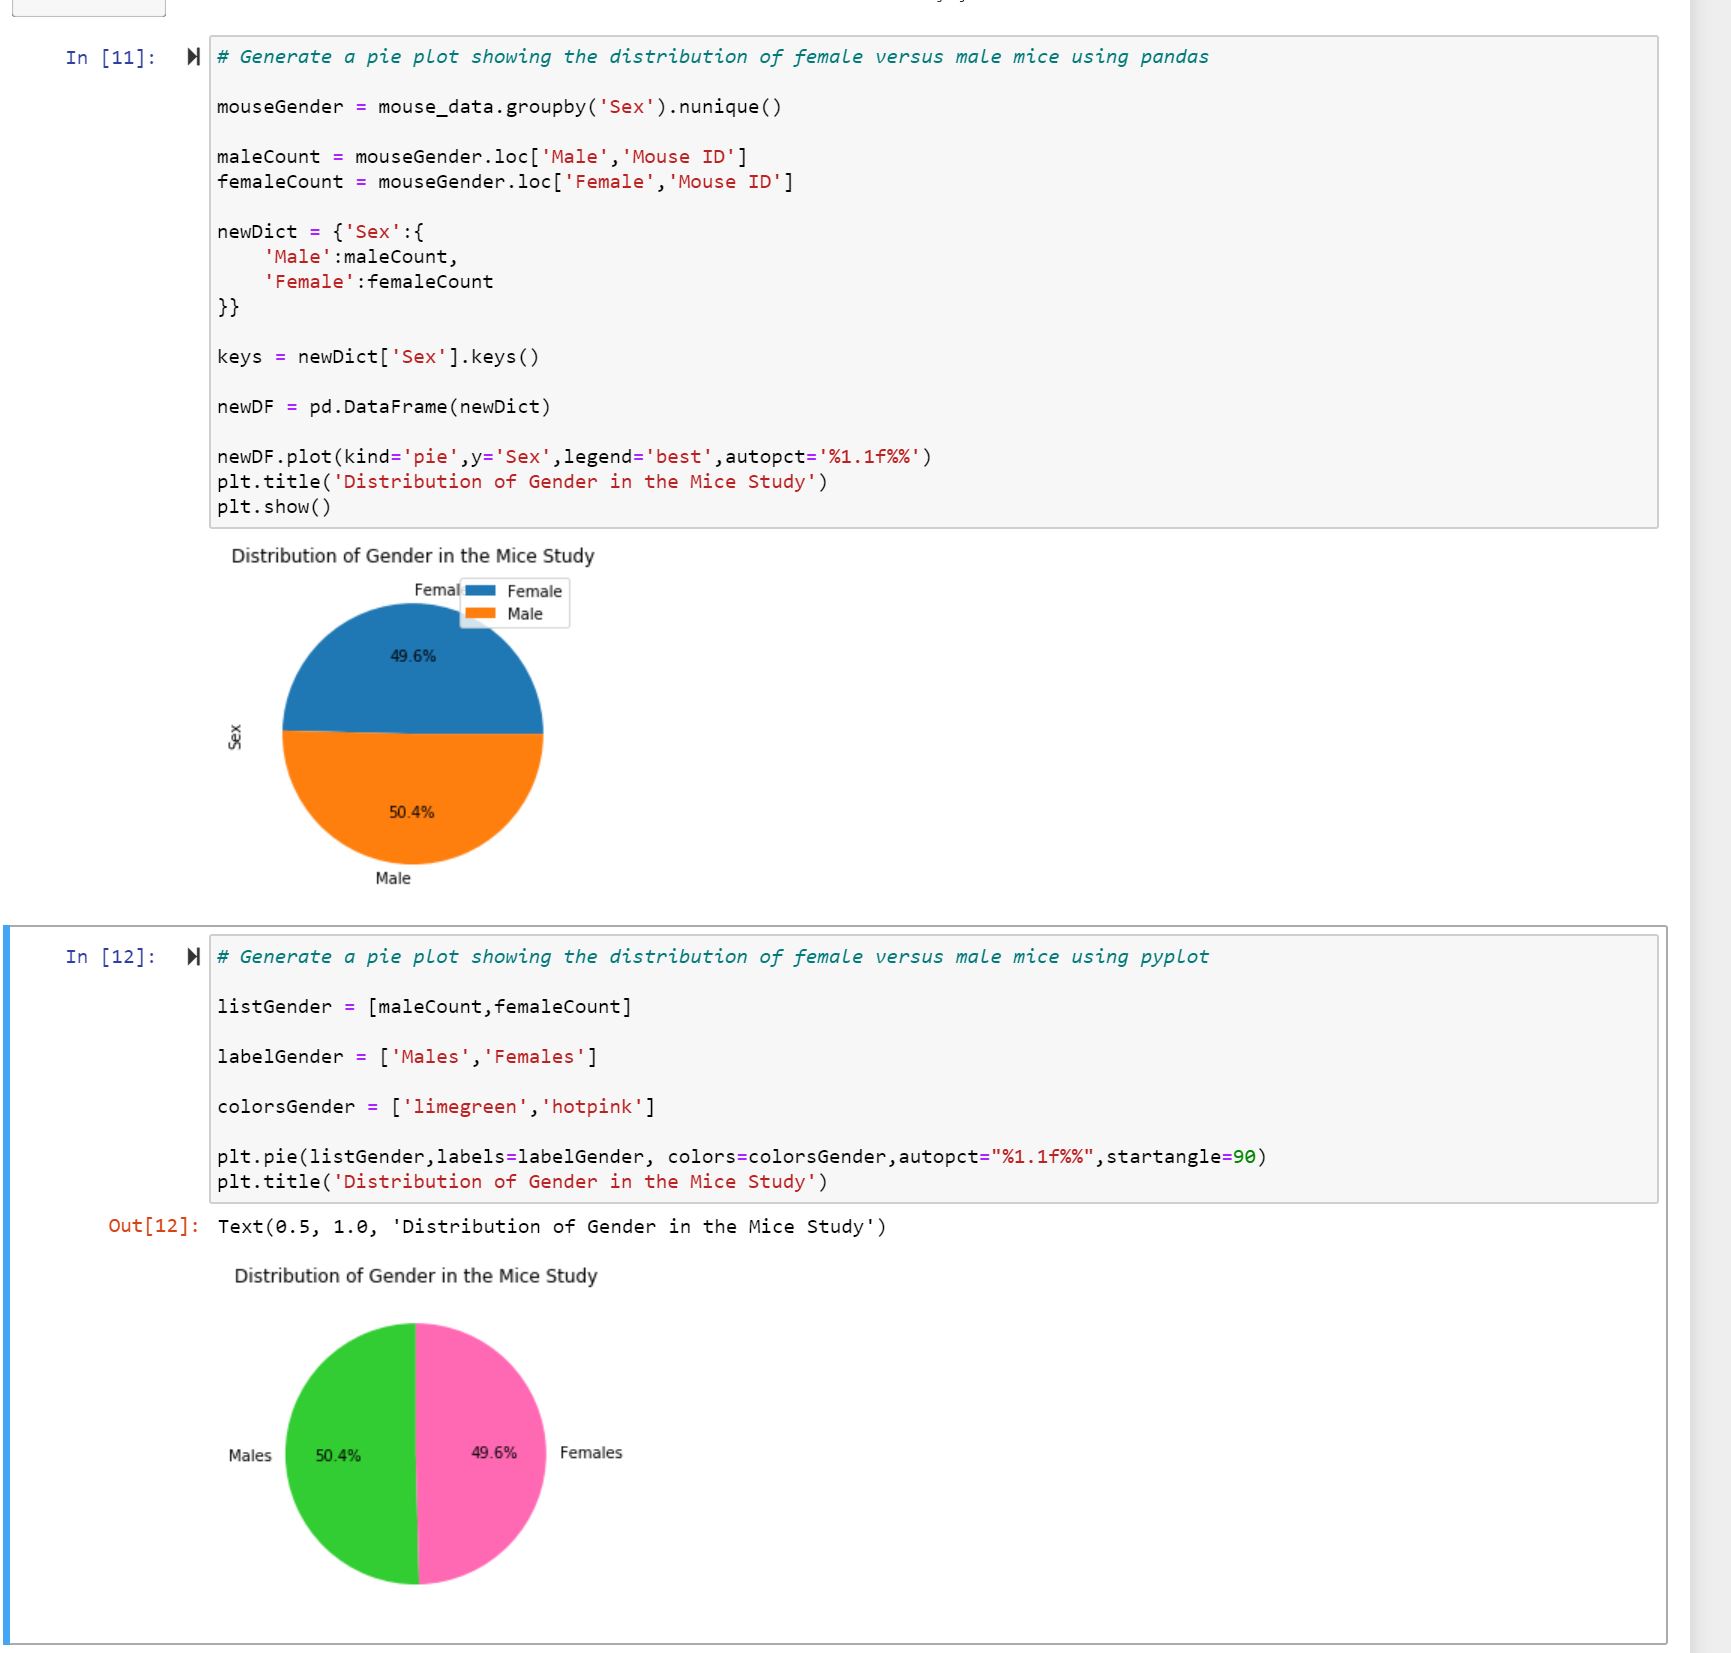 In [11]:
# Generate a pie plot showing the distribution of female versus male mice using pandas
mouseGender = mouse_data.groupby('Sex').nunique()
maleCount = mouseGender.loc['Male','Mouse ID']
femaleCount = mouseGender.loc['Female','Mouse ID']
newDict = {'Sex':{
    'Male':maleCount,
    'Female':femaleCount
}}
keys = newDict['Sex'].keys()
newDF = pd.DataFrame(newDict)
newDF.plot(kind='pie',y='Sex',legend='best',autopct='%1.1f%%')
plt.title('Distribution of Gender in the Mice Study')
plt.show()
Distribution of Gender in the Mice Study
Femal
Female
Male
49.6%
Sex
50.4%
Male
In [12]:
# Generate a pie plot showing the distribution of female versus male mice using pyplot
listGender = [maleCount,femaleCount]
labelGender = ['Males','Females']
colorsGender = ['limegreen','hotpink']
plt.pie(listGender,labels=labelGender, colors=colorsGender,autopct="%1.1f%%",startangle=90)
plt.title('Distribution of Gender in the Mice Study')
Out[12]: Text(0.5, 1.0, 'Distribution of Gender in the Mice Study')
Distribution of Gender in the Mice Study
Males 50.4% 49.6% Females